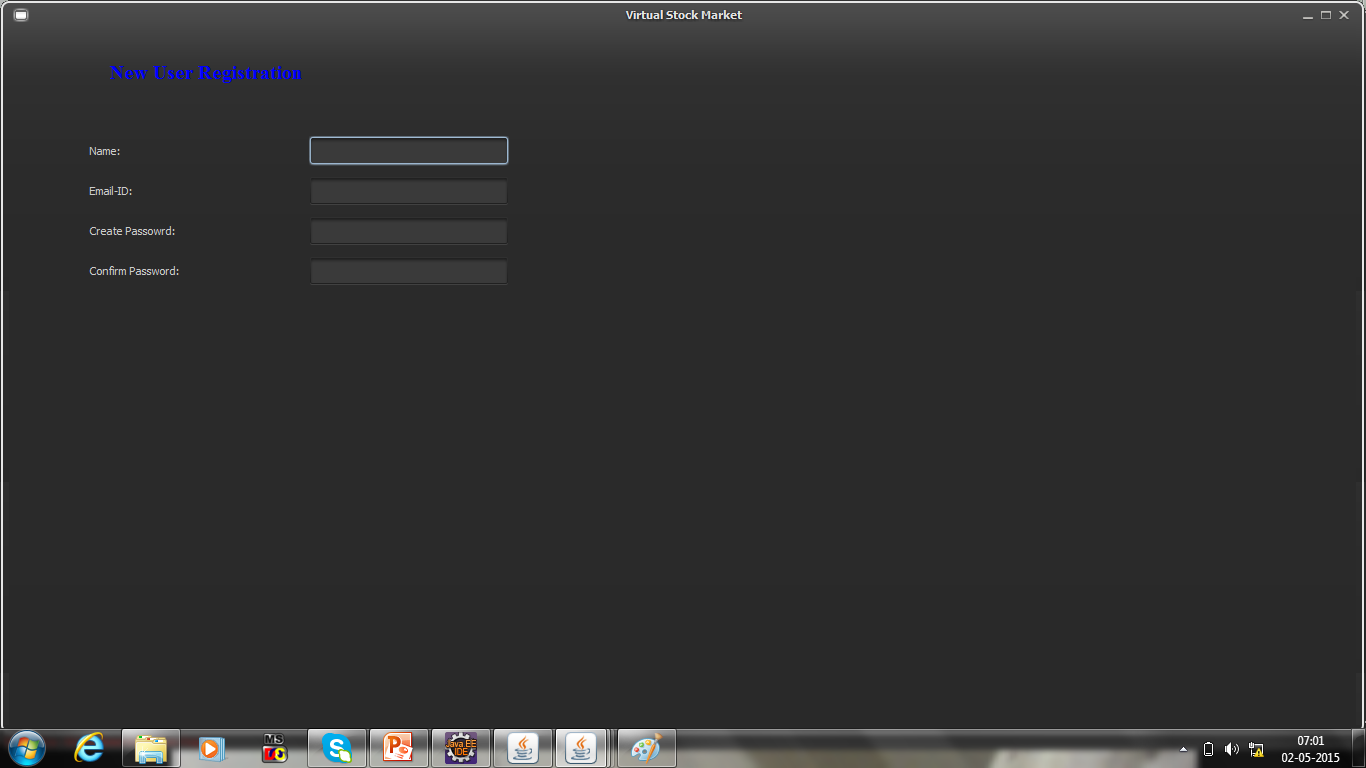 Virtual Stock Market
New User Registration
Name:
Email-ID:
Create Passowrd:
Confirm Password:
MS
Java EE
IDE
07:01
02-05-2015